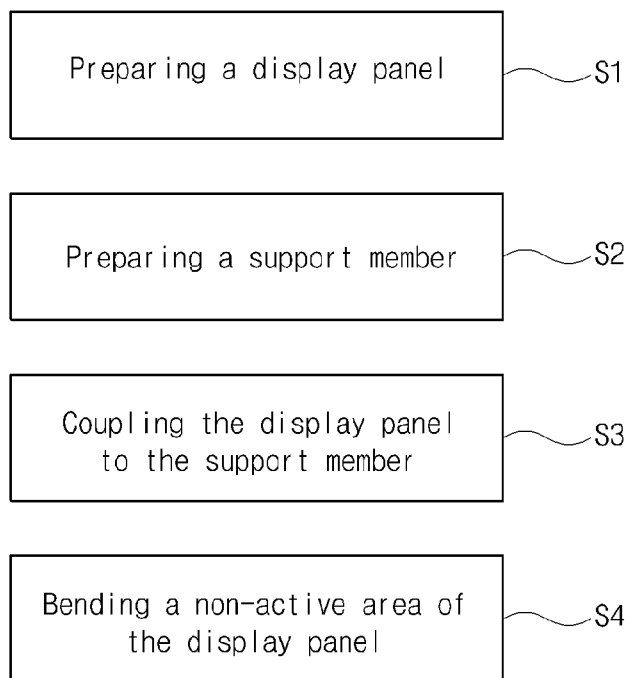 Preparing a display panel
S1
Preparing a support member
S2
Coupling the display panel
to the support member
S3
Bending a non-active area of
the display panel
S4